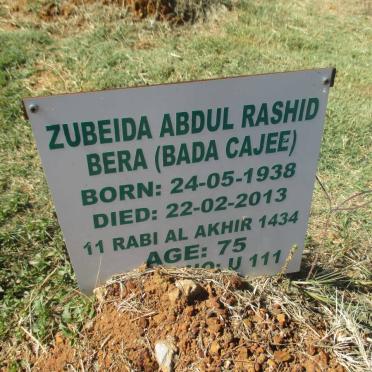 ZUBEIDA ABDUL RASHID
BERA (BADA CAJEE)
BORN: 24-05-1938
DIED: 22-02-2013
11 RABI AL AKHIR 1434
AGE: 75
U 111